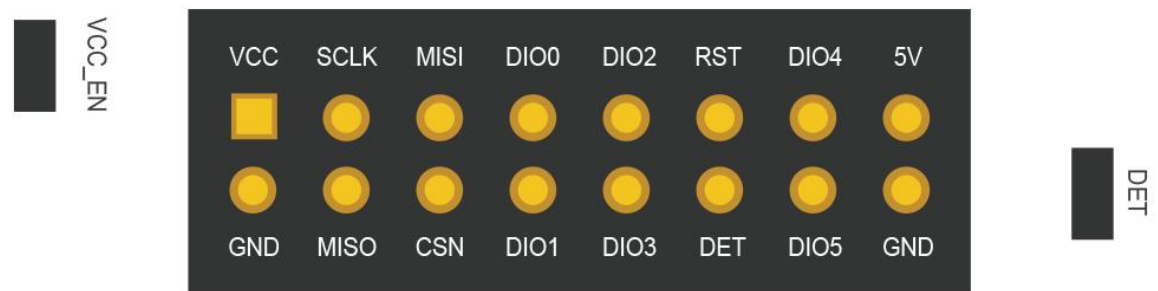 VCC_EN
VCC SCLK MISI DIO0 DIO2 RST DIO4 5V
GND MISO CSN DIO1 DIO3 DET DIO5 GND
DET